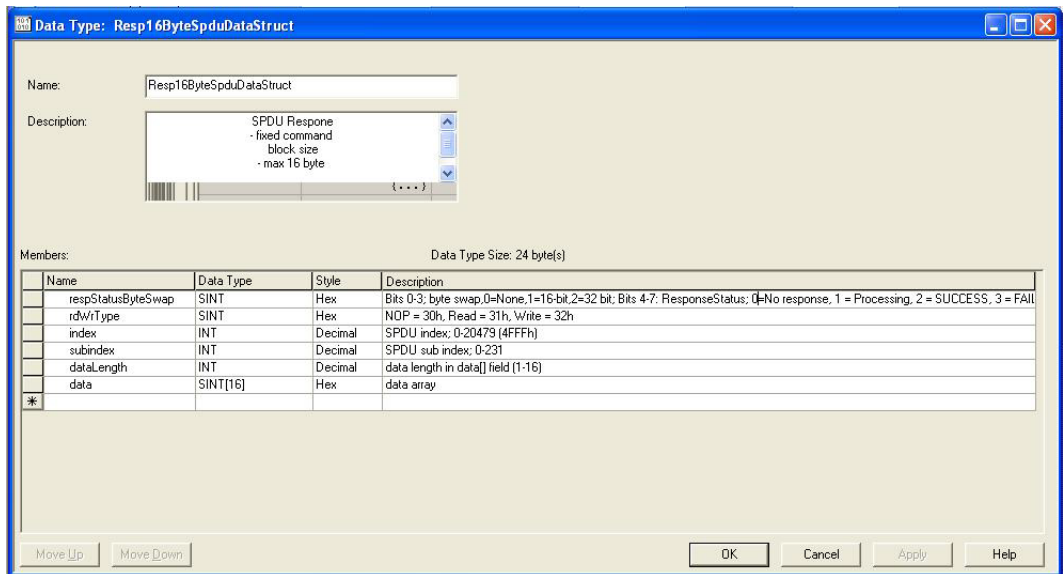 Data Type: Resp16ByteSpduDataStruct
Name: Resp16ByteSpduDataStruct
Description: SPDU Respone
- fixed command
block size
- max 16 byte
{...}
Members: Data Type Size: 24 byte(s)
Name Data Type Style Description
respStatusByteSwap SINT Hex Bits 0-3; byte swap,0=None,1=16-bit,2=32 bit; Bits 4-7: ResponseStatus; 0=No response, 1 = Processing, 2 = SUCCESS, 3 = FAIL
rdWrType SINT Hex NOP = 30h, Read = 31h, Write = 32h
index INT Decimal SPDU index; 0-20479 (4FFFh)
subindex INT Decimal SPDU sub index; 0-231
dataLength INT Decimal data length in data[] field (1-16)
data SINT[16] Hex data array
Move Up Move Down OK Cancel Apply Help